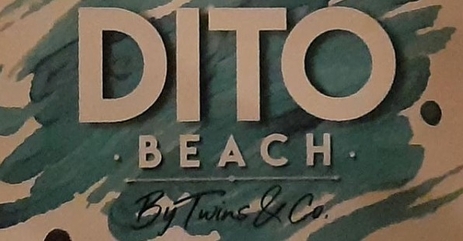 DITO
· BEACH ·
By Twins & Co.